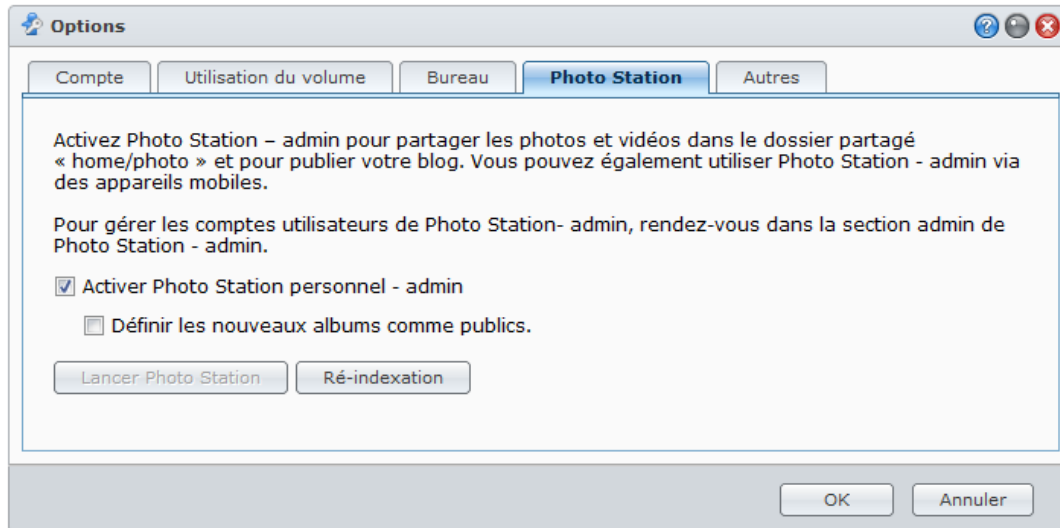 Options
Compte
Utilisation du volume
Bureau
Photo Station
Autres
Activez Photo Station – admin pour partager les photos et vidéos dans le dossier partagé
« home/photo » et pour publier votre blog. Vous pouvez également utiliser Photo Station - admin via
des appareils mobiles.
Pour gérer les comptes utilisateurs de Photo Station- admin, rendez-vous dans la section admin de
Photo Station - admin.
Activer Photo Station personnel - admin
Définir les nouveaux albums comme publics.
Lancer Photo Station
Ré-indexation
OK
Annuler